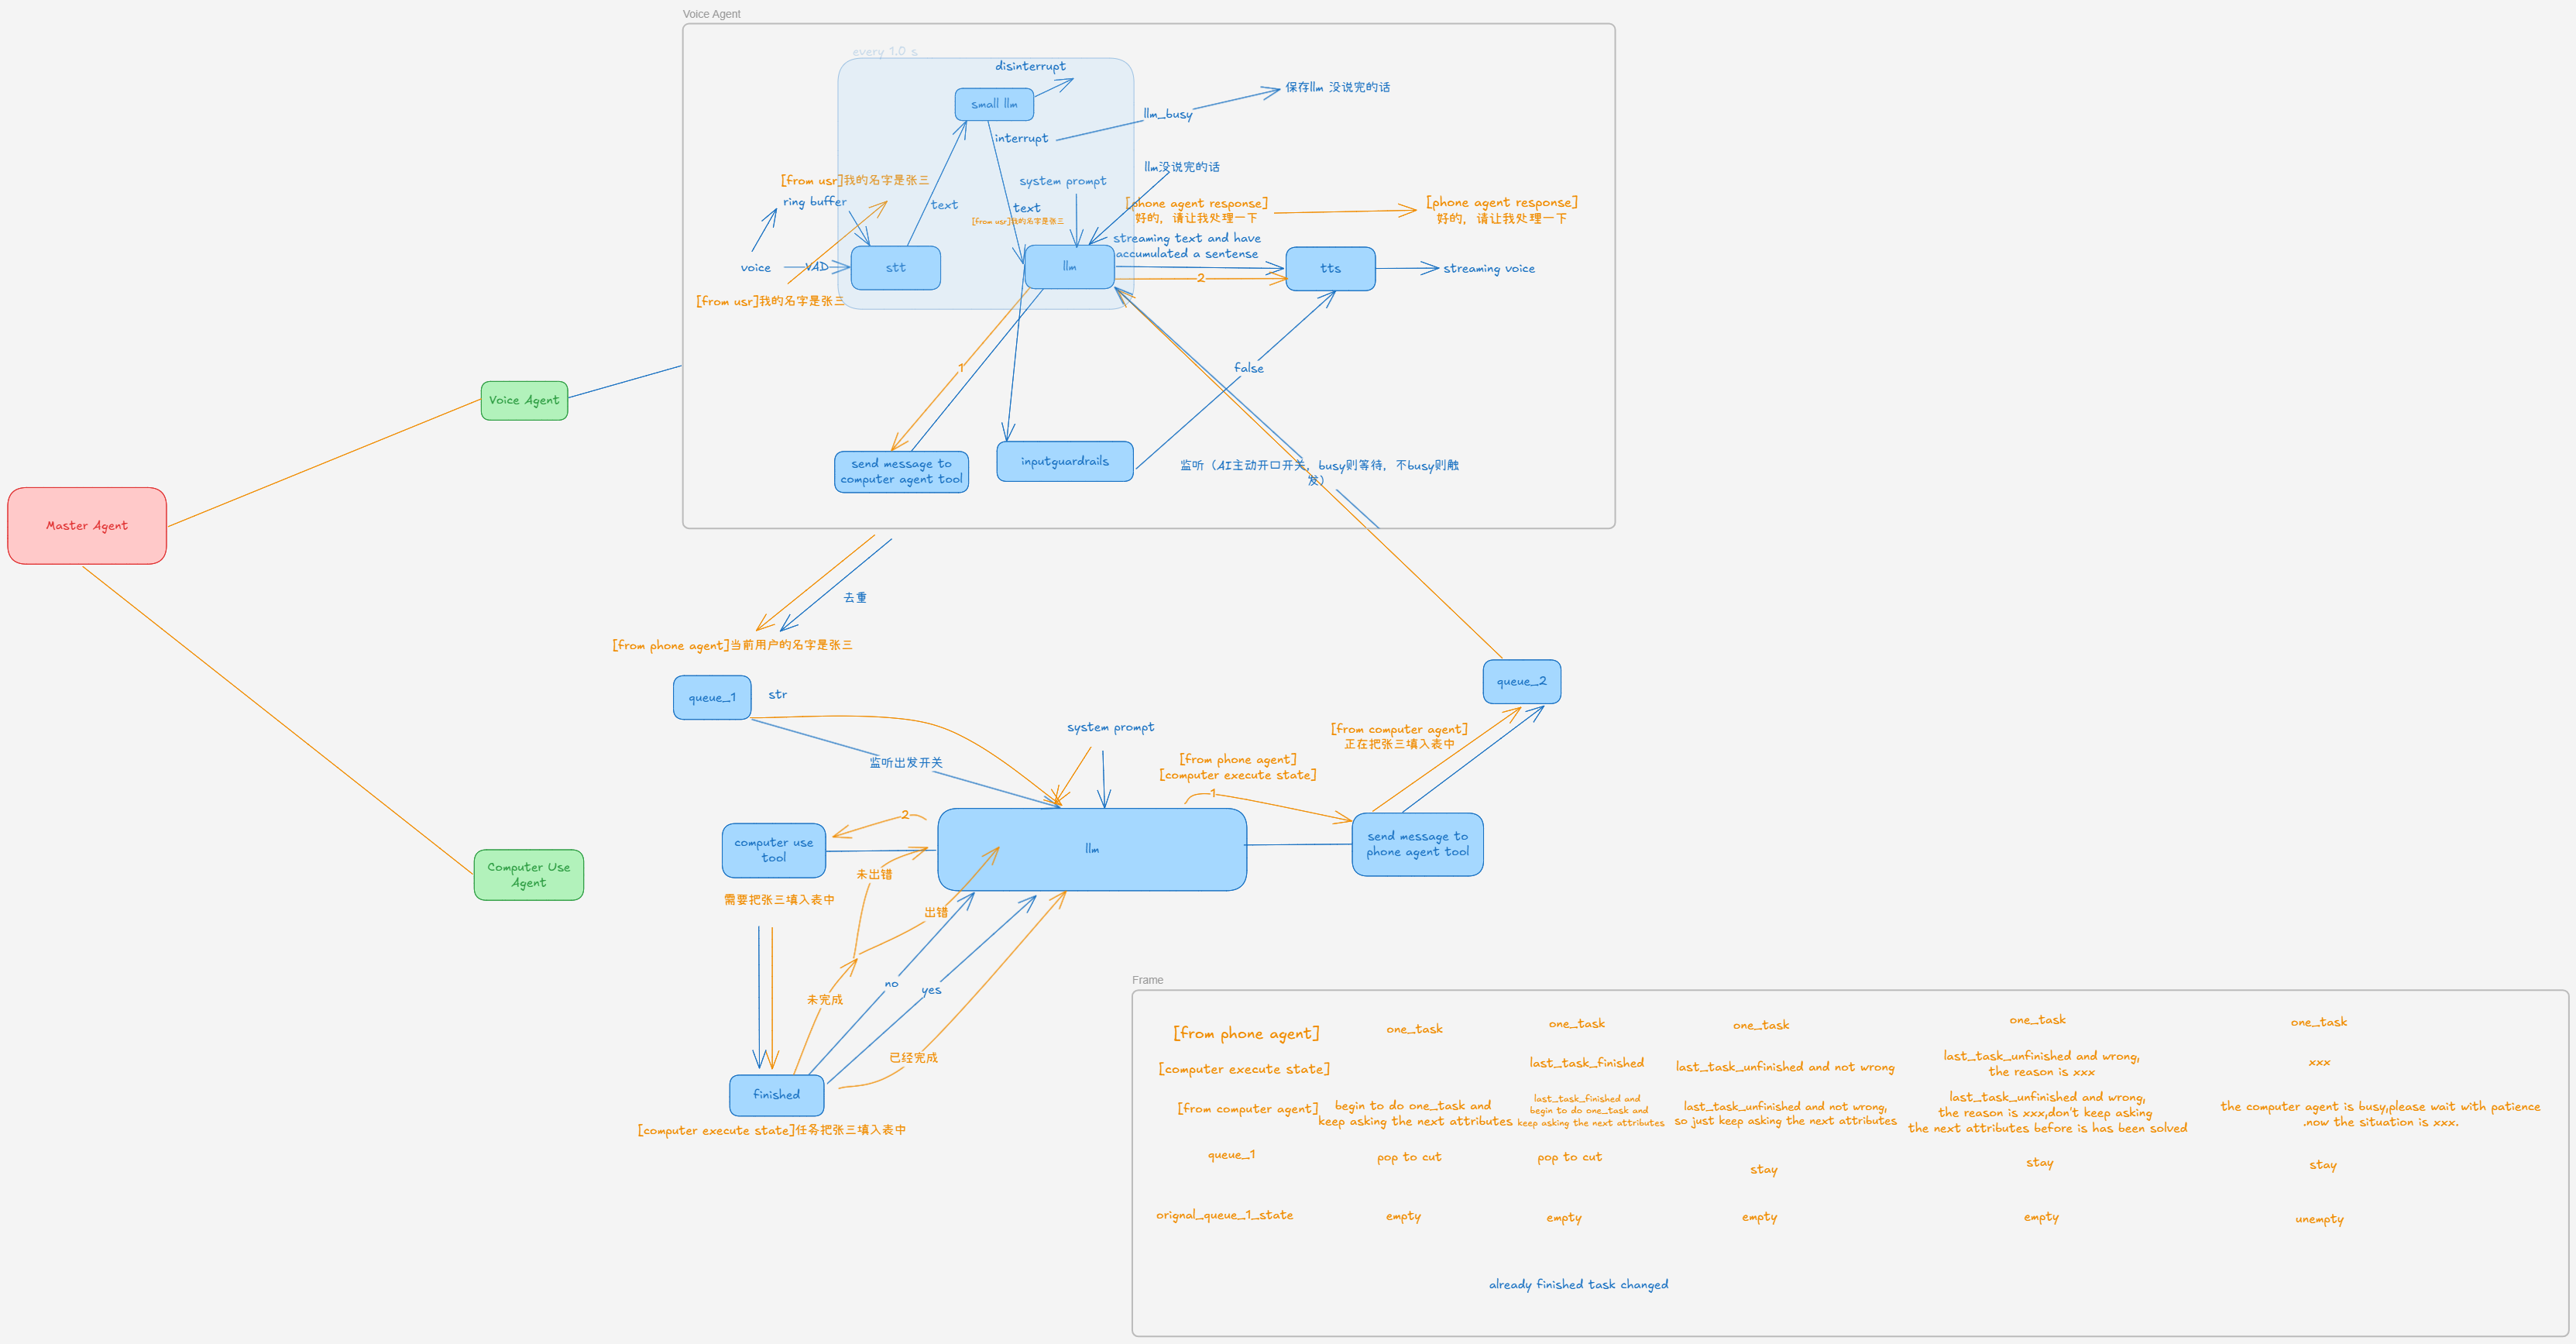 Voice Agent
every 1.0 s
disinterrupt
small llm
保存llm 没说完的话
llm_busy
interrupt
llm没说完的话
[from usr]我的名字是张三
system prompt
ring buffer
text
text
[from usr]我的名字是张三
[phone agent response]
好的，请让我处理一下
[phone agent response]
好的，请让我处理一下
streaming text and have
accumulated a sentence
voice
VAD
stt
llm
tts
streaming voice
2
[from usr]我的名字是张三
1
false
send message to
computer agent tool
inputguardrails
监听（AI主动开口开关，busy则等待，不busy则触
发）
Voice Agent
Master Agent
Computer Use
Agent
去重
[from phone agent]当前用户的名字是张三
queue_1
str
queue_2
system prompt
监听出发开关
[from computer agent]
正在把张三填入表中
[from phone agent]
[computer execute state]
1
2
computer use
tool
llm
send message to
phone agent tool
未出错
需要把张三填入表中
出错
no
yes
未完成
已经完成
finished
[computer execute state]任务把张三填入表中
Frame
[from phone agent]
one_task
one_task
one_task
one_task
one_task
[computer execute state]
last_task_finished
last_task_unfinished and not wrong
last_task_unfinished and wrong,
the reason is xxx
xxx
[from computer agent]
begin to do one_task and
keep asking the next attributes
last_task_finished and
begin to do one_task and
keep asking the next attributes
last_task_unfinished and not wrong,
so just keep asking the next attributes
last_task_unfinished and wrong,
the reason is xxx,don't keep asking
the next attributes before is has been solved
the computer agent is busy,please wait with patience
.now the situation is xxx.
queue_1
pop to cut
pop to cut
stay
stay
stay
orignal_queue_1_state
empty
empty
empty
empty
unempty
already finished task changed